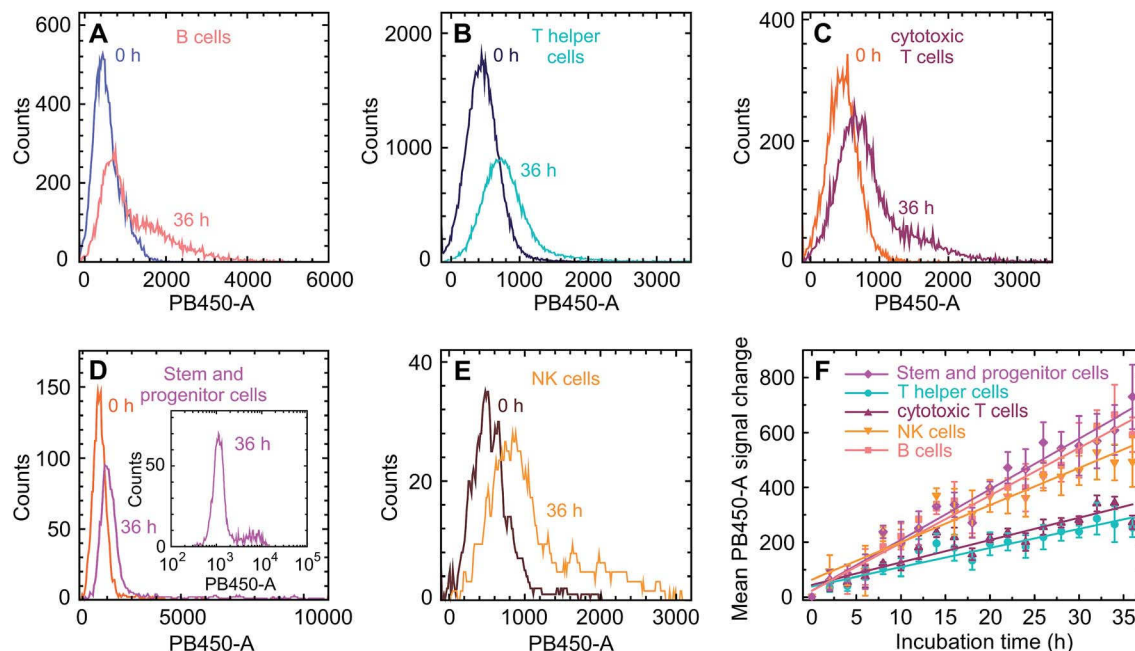 A
B cells
0 h
36 h
Counts
600
400
200
0
0
2000
4000
6000
PB450-A
B
T helper
cells
0 h
36 h
Counts
2000
1000
0
0
1000
2000
3000
PB450-A
C
cytotoxic
T cells
0 h
36 h
Counts
400
200
0
0
1000
2000
3000
PB450-A
D
Stem and
progenitor cells
0 h
36 h
Counts
150
100
50
0
0
5000
10000
PB450-A
36 h
Counts
50
0
10²
10³
10⁴
10⁵
PB450-A
E
NK cells
0 h
36 h
Counts
40
20
0
0
1000
2000
3000
PB450-A
F
Stem and progenitor cells
T helper cells
cytotoxic T cells
NK cells
B cells
Mean PB450-A signal change
800
600
400
200
0
0
5
10
15
20
25
30
35
Incubation time (h)